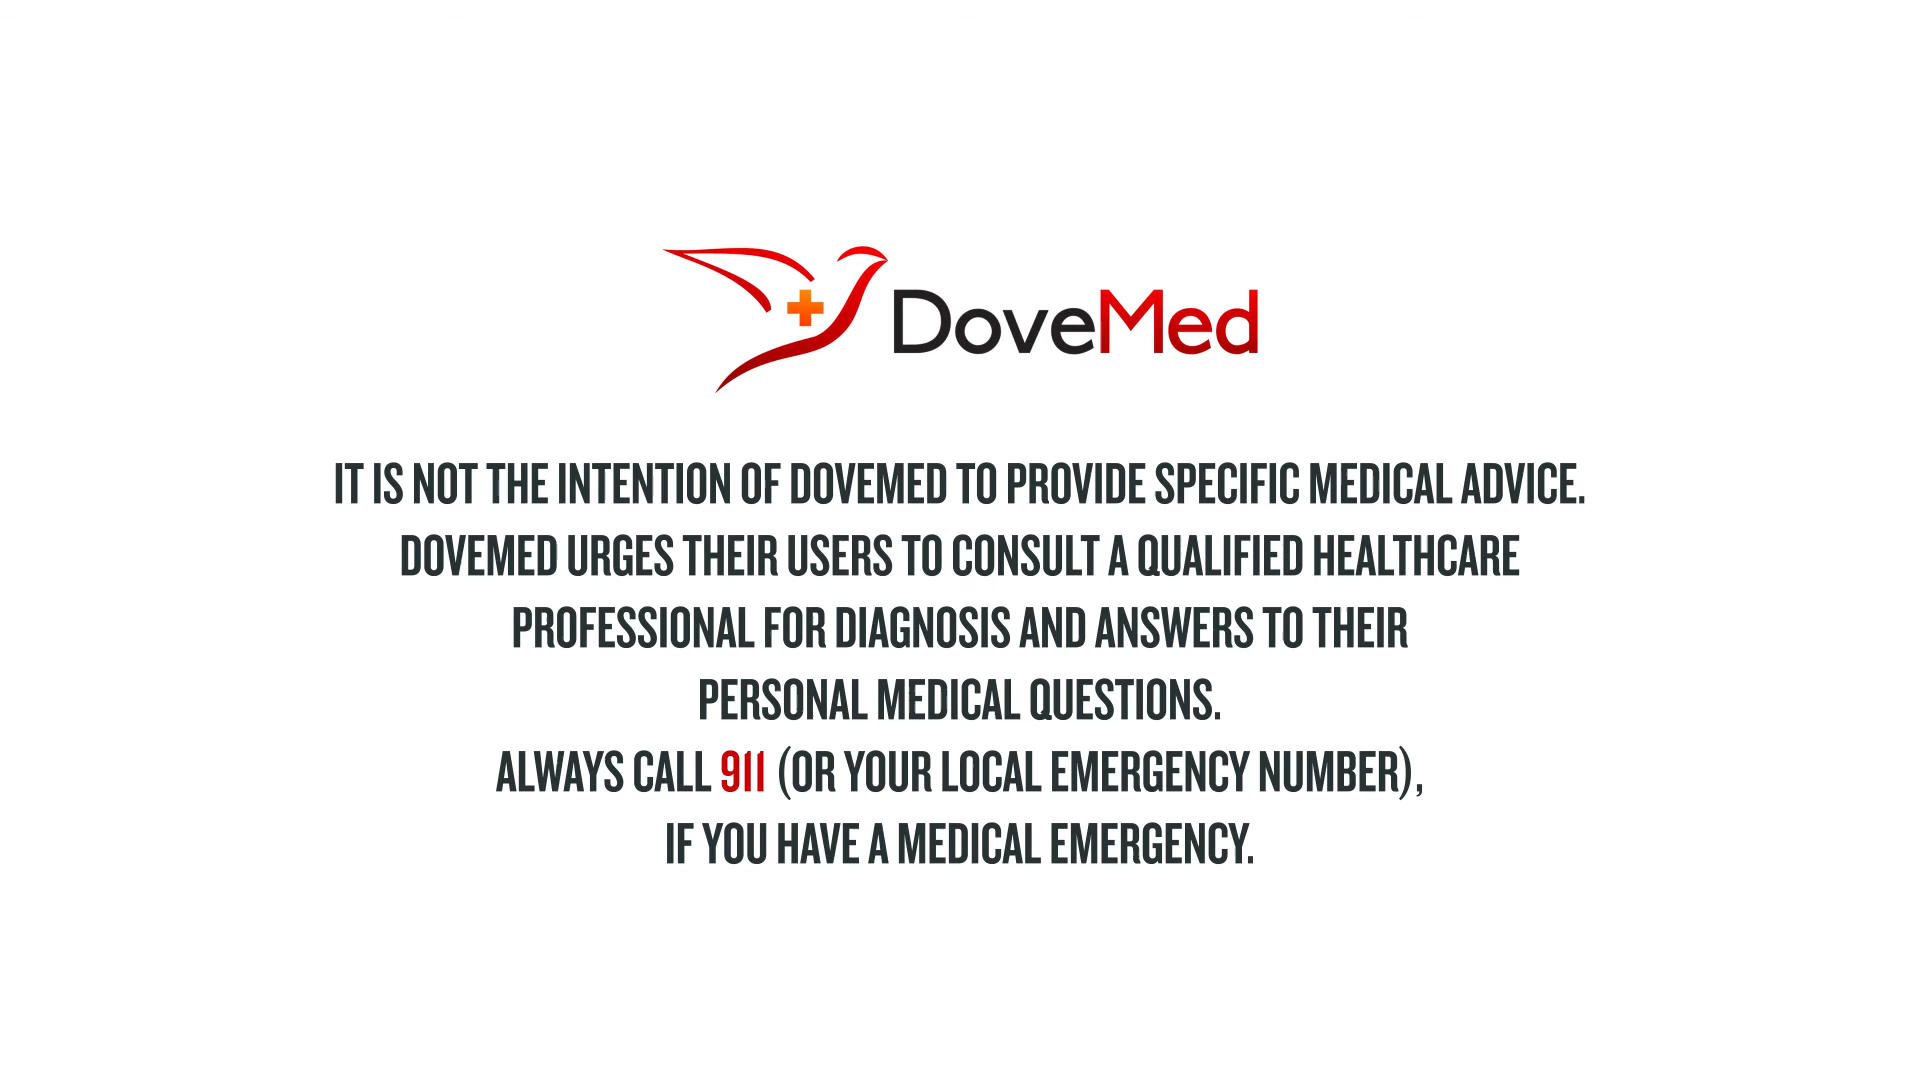 DoveMed
IT IS NOT THE INTENTION OF DOVEMED TO PROVIDE SPECIFIC MEDICAL ADVICE.
DOVEMED URGES THEIR USERS TO CONSULT A QUALIFIED HEALTHCARE
PROFESSIONAL FOR DIAGNOSIS AND ANSWERS TO THEIR
PERSONAL MEDICAL QUESTIONS.
ALWAYS CALL 911 (OR YOUR LOCAL EMERGENCY NUMBER),
IF YOU HAVE A MEDICAL EMERGENCY.